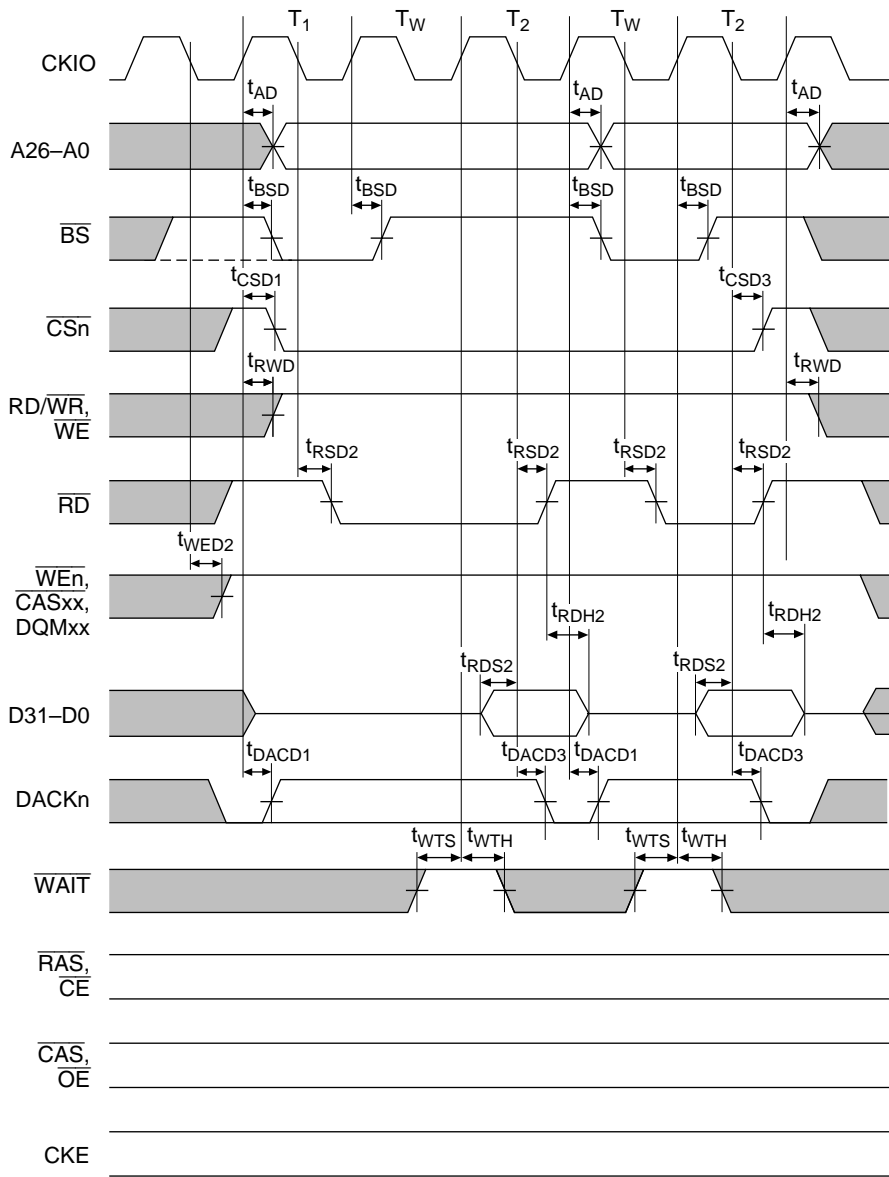 T1 TW T2 TW T2
CKIO
tAD tAD tAD
A26–A0
tBSD tBSD tBSD tBSD
BS
tCSD1 tCSD3
CSn
tRWD tRWD
RD/WR,
WE
tRSD2 tRSD2 tRSD2 tRSD2
RD
tWED2
WEn,
CASxx,
DQMxx
tRDH2 tRDH2
tRDS2 tRDS2
D31–D0
tDACD1 tDACD3 tDACD1 tDACD3
DACKn
tWTS tWTH tWTS tWTH
WAIT
RAS,
CE
CAS,
OE
CKE